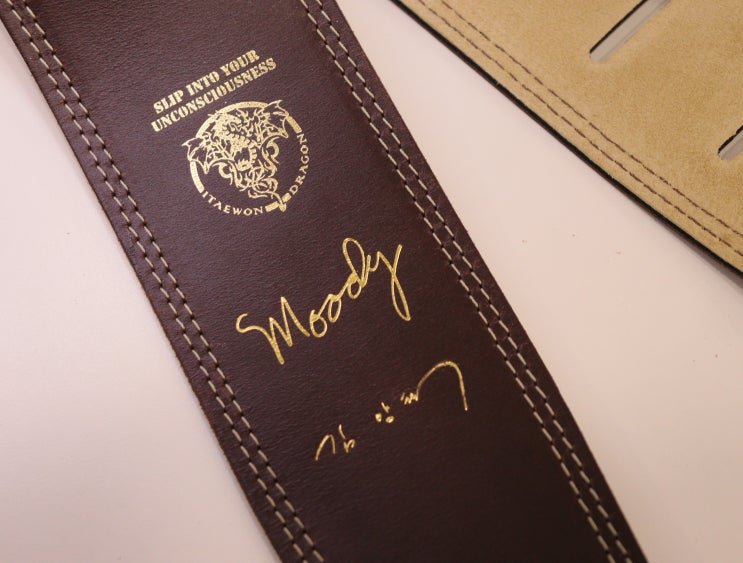 SLIP INTO YOUR
UNCONSCIOUSNESS
ITAEWON DRAGON
Moody